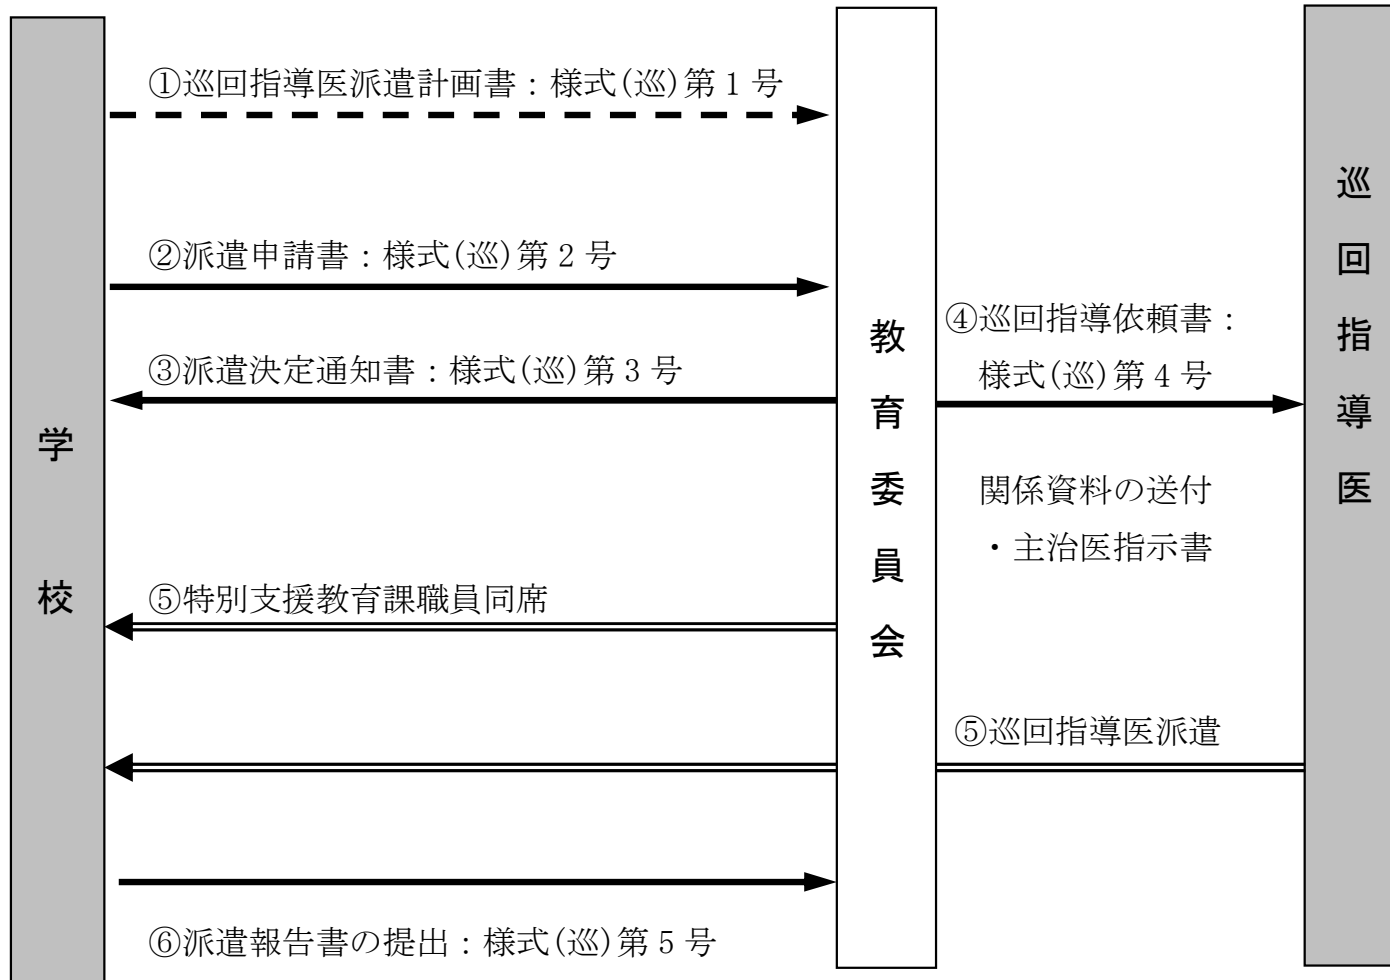 ①巡回指導医派遣計画書：様式(巡)第１号
②派遣申請書：様式(巡)第２号
③派遣決定通知書：様式(巡)第３号
④巡回指導依頼書：
様式(巡)第４号
関係資料の送付
・主治医指示書
⑤特別支援教育課職員同席
⑤巡回指導医派遣
⑥派遣報告書の提出：様式(巡)第５号
学校
教育委員会
巡回指導医